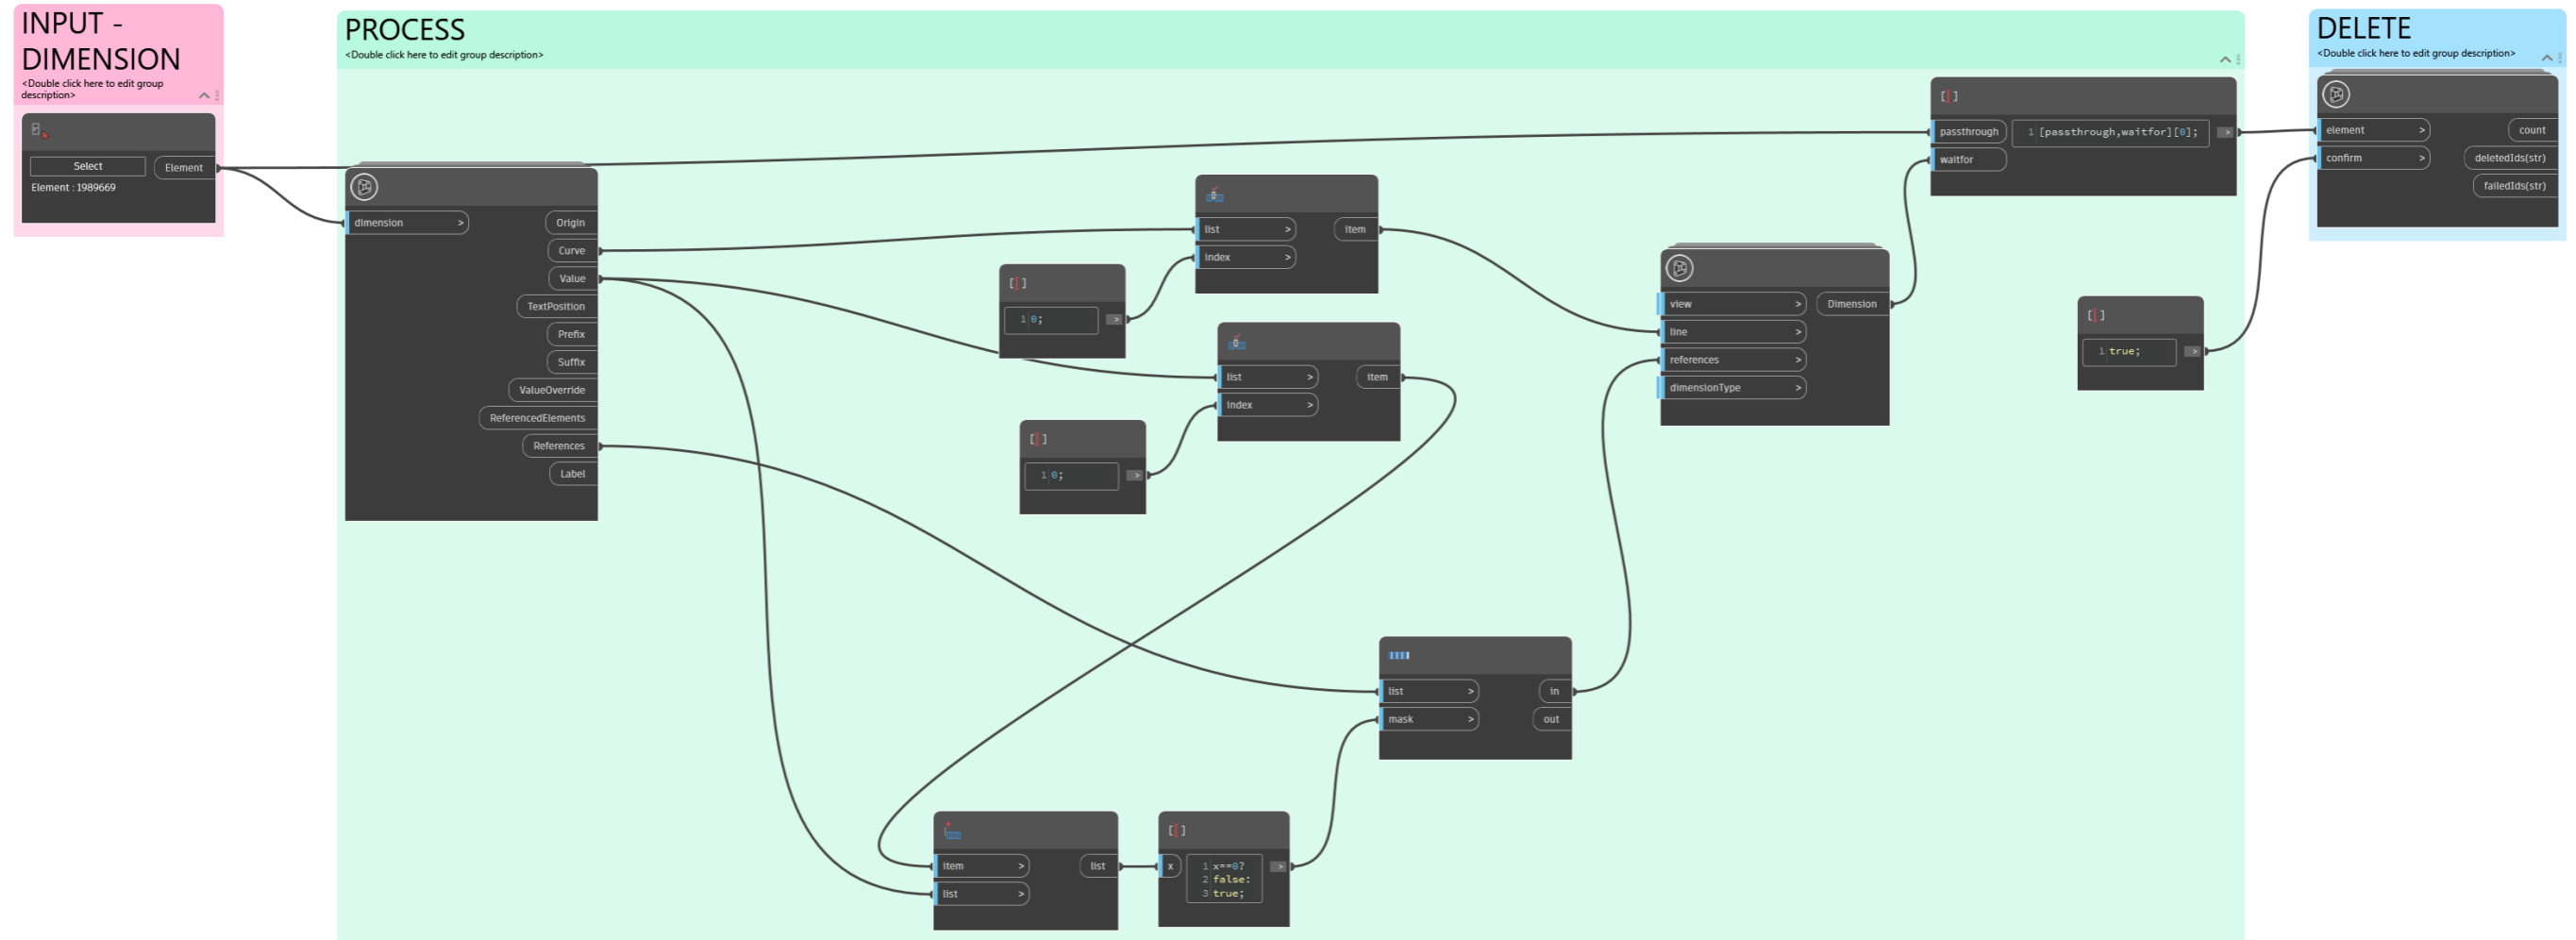 INPUT -
DIMENSION
<Double click here to edit group
description>
Select
Element
Element : 1989669
PROCESS
<Double click here to edit group description>
dimension >
Origin
Curve
Value
TextPosition
Prefix
Suffix
ValueOverride
ReferencedElements
References
Label
[ ]
1 0;
>
list >
item
index >
[ ]
1 0;
>
list >
item
index >
item >
list
list >
[ ]
x
1 x==0?
2 false:
3 true;
>
list >
in
mask >
out
view >
Dimension
line >
references >
dimensionType >
[ ]
passthrough
1 [passthrough,waitfor][0];
>
waitfor
[ ]
1 true;
>
DELETE
<Double click here to edit group description>
element >
count
confirm >
deletedIds(str)
failedIds(str)